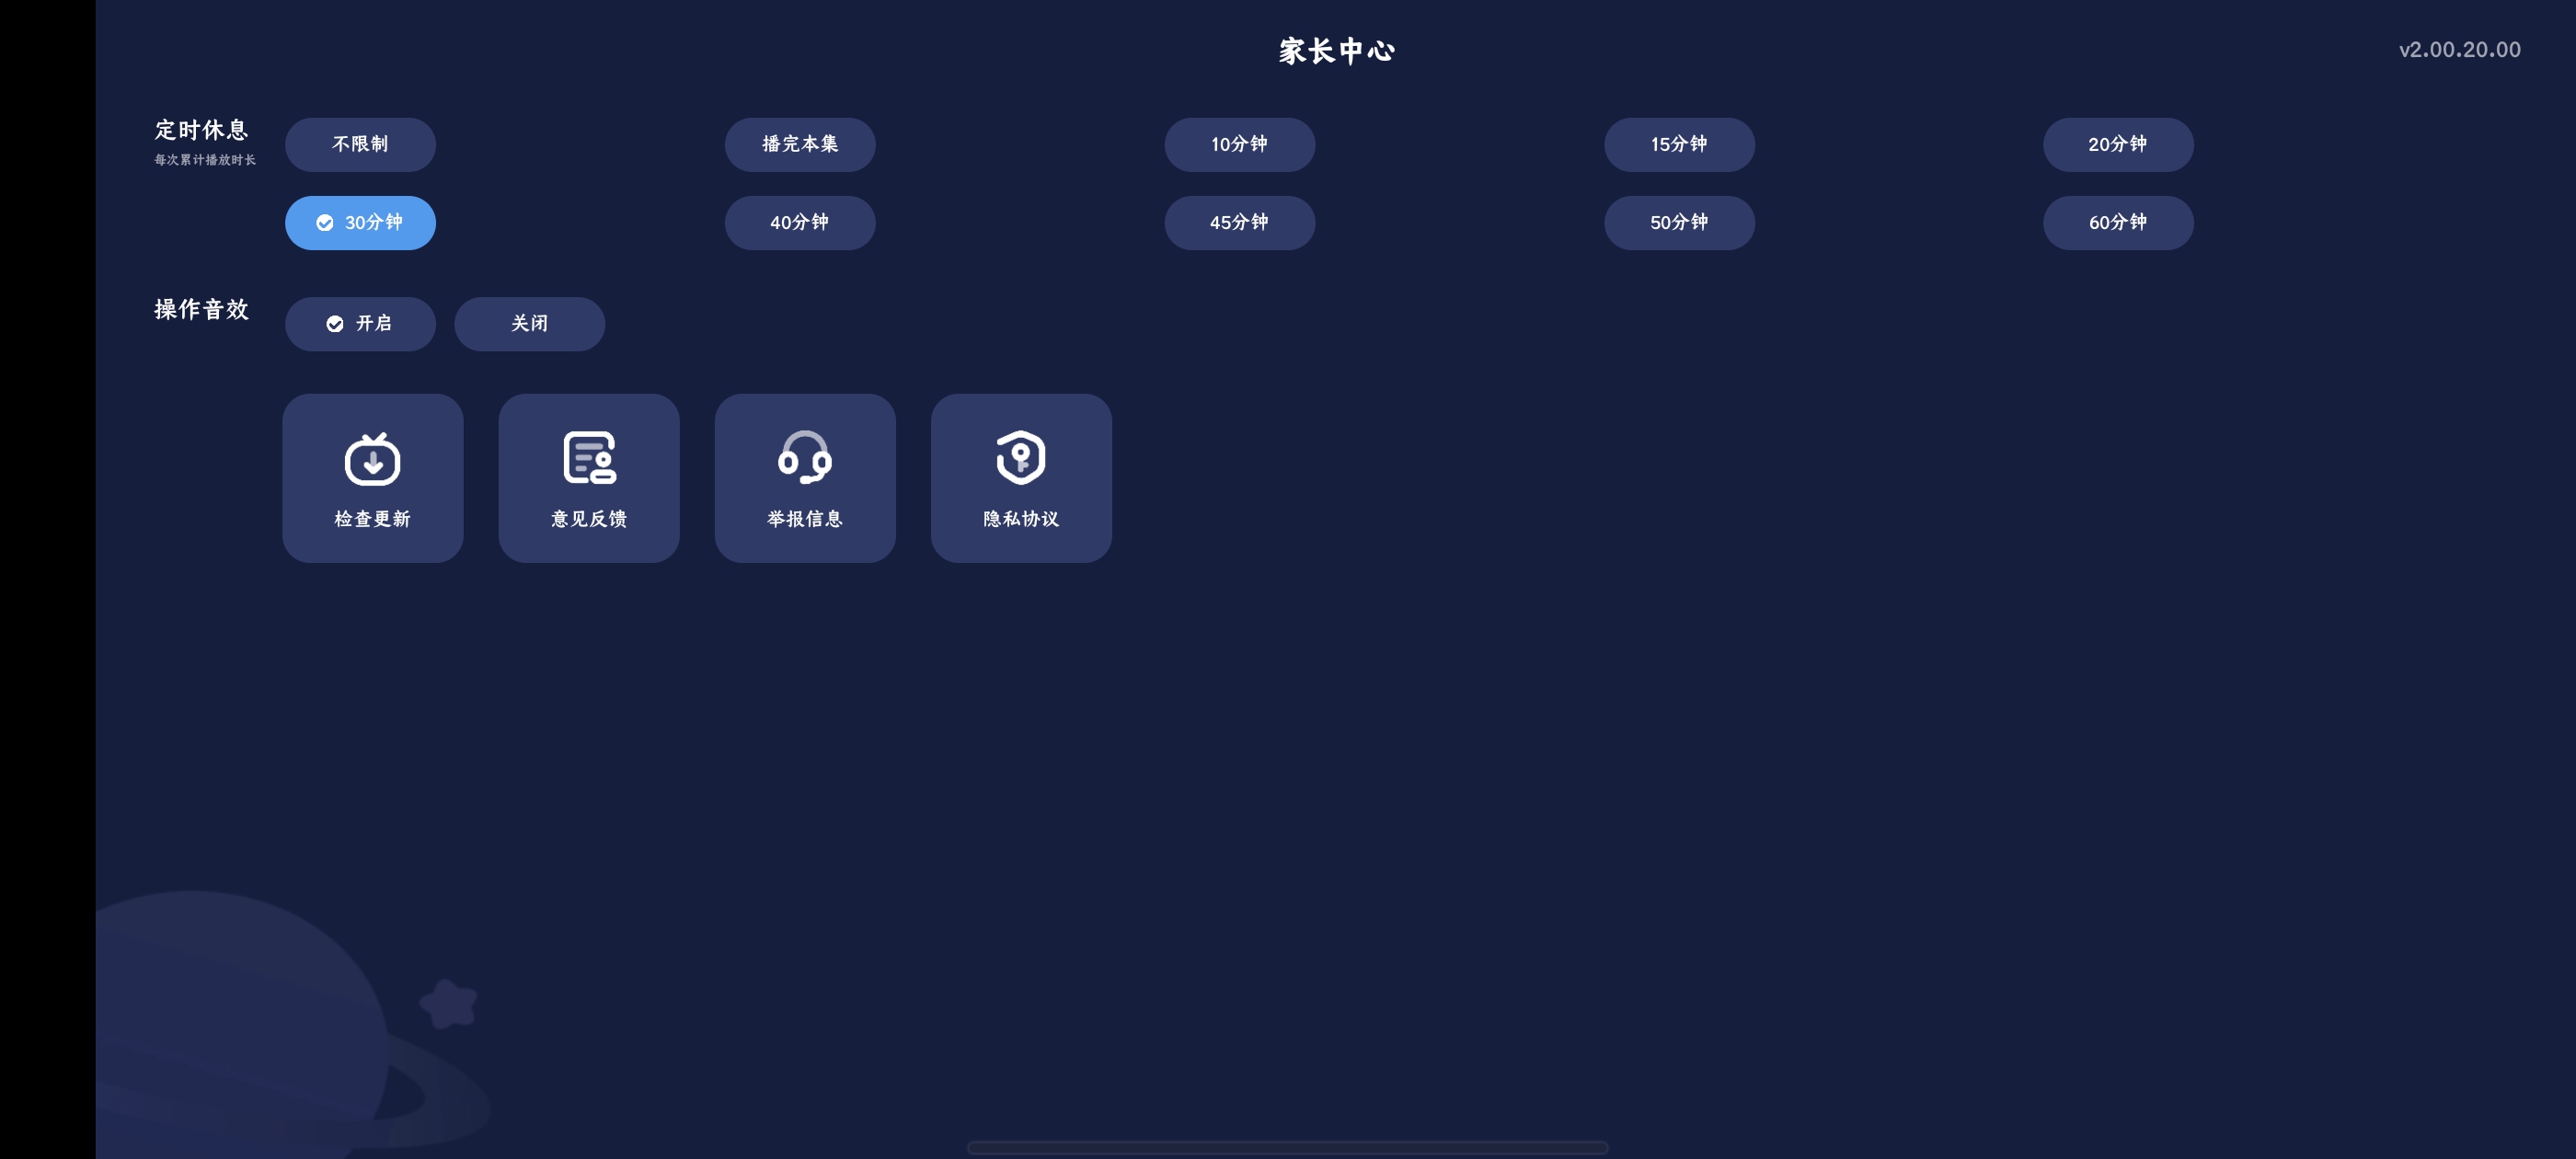 家长中心
v2.00.20.00
定时休息
每次累计播放时长
不限制
播完本集
10分钟
15分钟
20分钟
30分钟
40分钟
45分钟
50分钟
60分钟
操作音效
开启
关闭
检查更新
意见反馈
举报信息
隐私协议